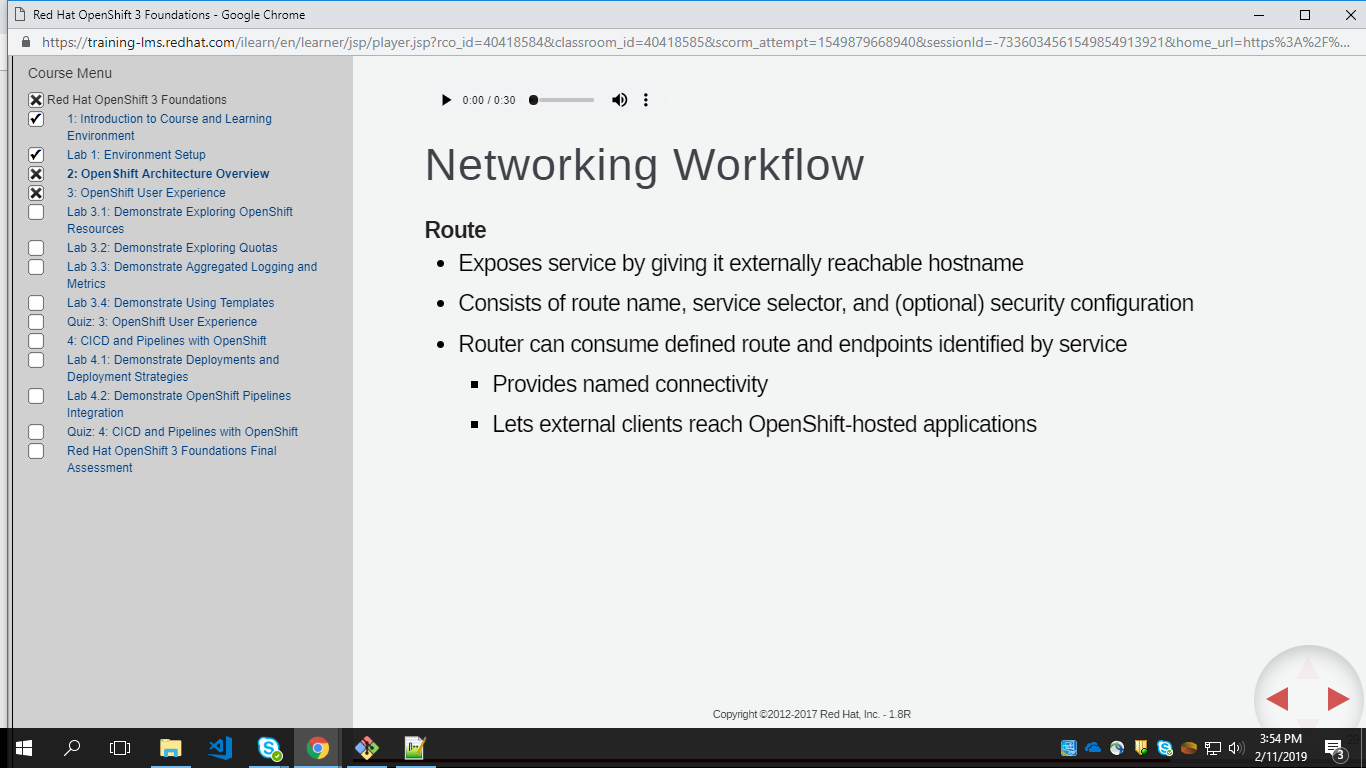 Red Hat OpenShift 3 Foundations - Google Chrome
https://training-lms.redhat.com/ilearn/en/learner/jsp/player.jsp?rco_id=40418584&classroom_id=40418585&scorm_attempt=1549879668940&sessionId=-7336034561549854913921&home_url=https%3A%2F%...
Course Menu
Red Hat OpenShift 3 Foundations
1: Introduction to Course and Learning
Environment
Lab 1: Environment Setup
2: OpenShift Architecture Overview
3: OpenShift User Experience
Lab 3.1: Demonstrate Exploring OpenShift
Resources
Lab 3.2: Demonstrate Exploring Quotas
Lab 3.3: Demonstrate Aggregated Logging and
Metrics
Lab 3.4: Demonstrate Using Templates
Quiz: 3: OpenShift User Experience
4: CICD and Pipelines with OpenShift
Lab 4.1: Demonstrate Deployments and
Deployment Strategies
Lab 4.2: Demonstrate OpenShift Pipelines
Integration
Quiz: 4: CICD and Pipelines with OpenShift
Red Hat OpenShift 3 Foundations Final
Assessment
0:00 / 0:30
Networking Workflow
Route
• Exposes service by giving it externally reachable hostname
• Consists of route name, service selector, and (optional) security configuration
• Router can consume defined route and endpoints identified by service
▪ Provides named connectivity
▪ Lets external clients reach OpenShift-hosted applications
Copyright ©2012-2017 Red Hat, Inc. - 1.8R
3:54 PM
2/11/2019
3